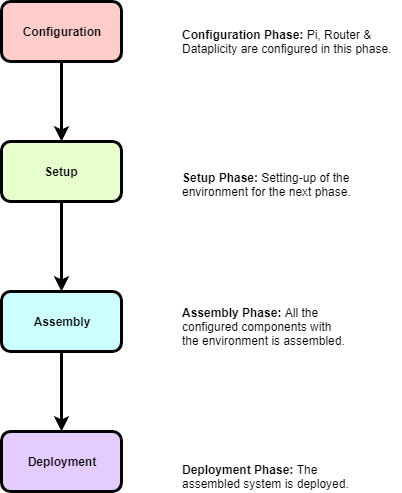 Configuration
Configuration Phase: Pi, Router &
Dataplicity are configured in this phase.
Setup
Setup Phase: Setting-up of the
environment for the next phase.
Assembly
Assembly Phase: All the
configured components with
the environment is assembled.
Deployment
Deployment Phase: The
assembled system is deployed.